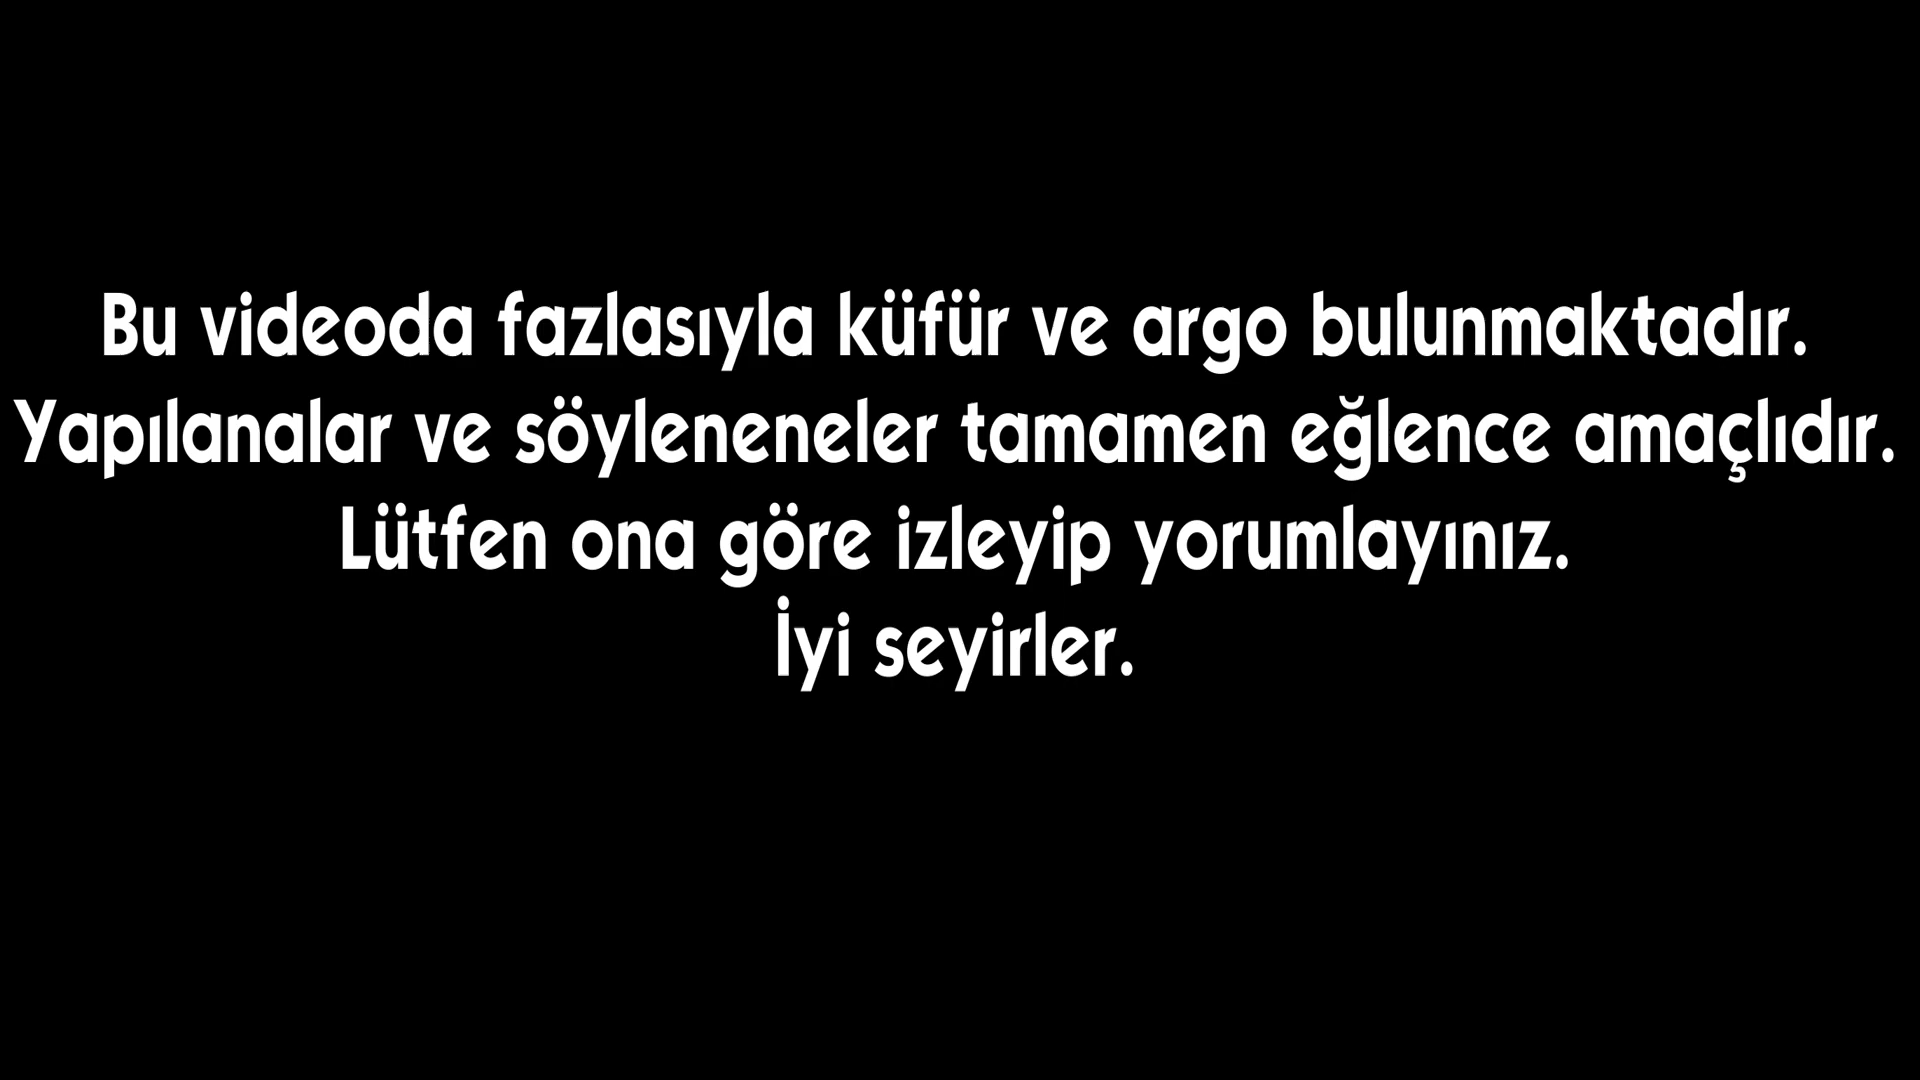 Bu videoda fazlasıyla küfür ve argo bulunmaktadır.
Yapılanalar ve söyleneneler tamamen eğlence amaçlıdır.
Lütfen ona göre izleyip yorumlayınız.
İyi seyirler.